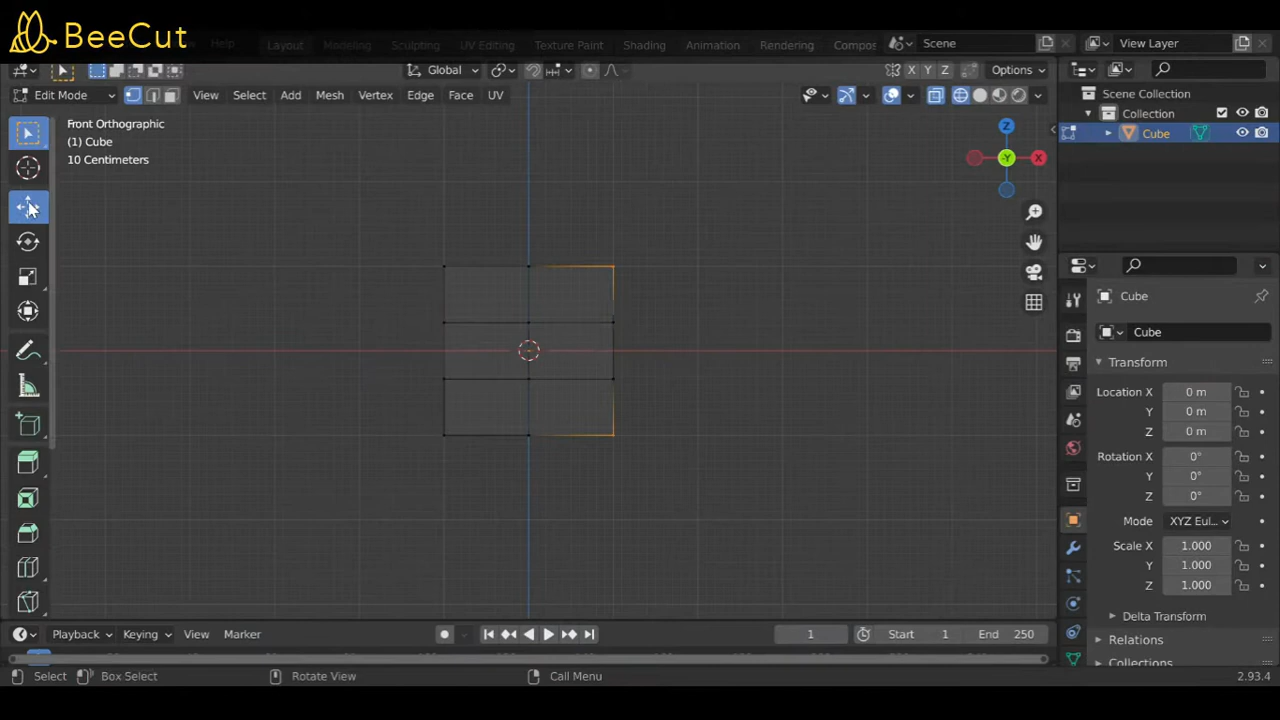 BeeCut
Help Layout Modeling Sculpting UV Editing Texture Paint Shading Animation Rendering Compos Scene View Layer
Global X Y Z Options
Edit Mode View Select Add Mesh Vertex Edge Face UV
Front Orthographic
(1) Cube
10 Centimeters
Z
Y
X
Scene Collection
Collection
Cube
Cube
Cube
Transform
Location X 0 m
Y 0 m
Z 0 m
Rotation X 0°
Y 0°
Z 0°
Mode XYZ Eul...
Scale X 1.000
Y 1.000
Z 1.000
Delta Transform
Relations
Collections
Playback Keying View Marker 1 Start 1 End 250
Select Box Select Rotate View Call Menu 2.93.4